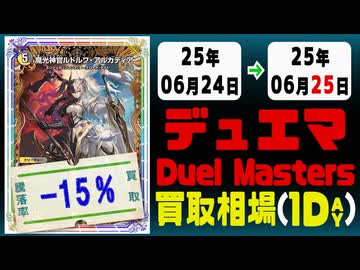 5
魔光神官ルドルフ・アルカディア
騰落率
-15%
買取
25年
06月24日
25年
06月25日
デュエマ
Duel Masters
買取相場(1D)